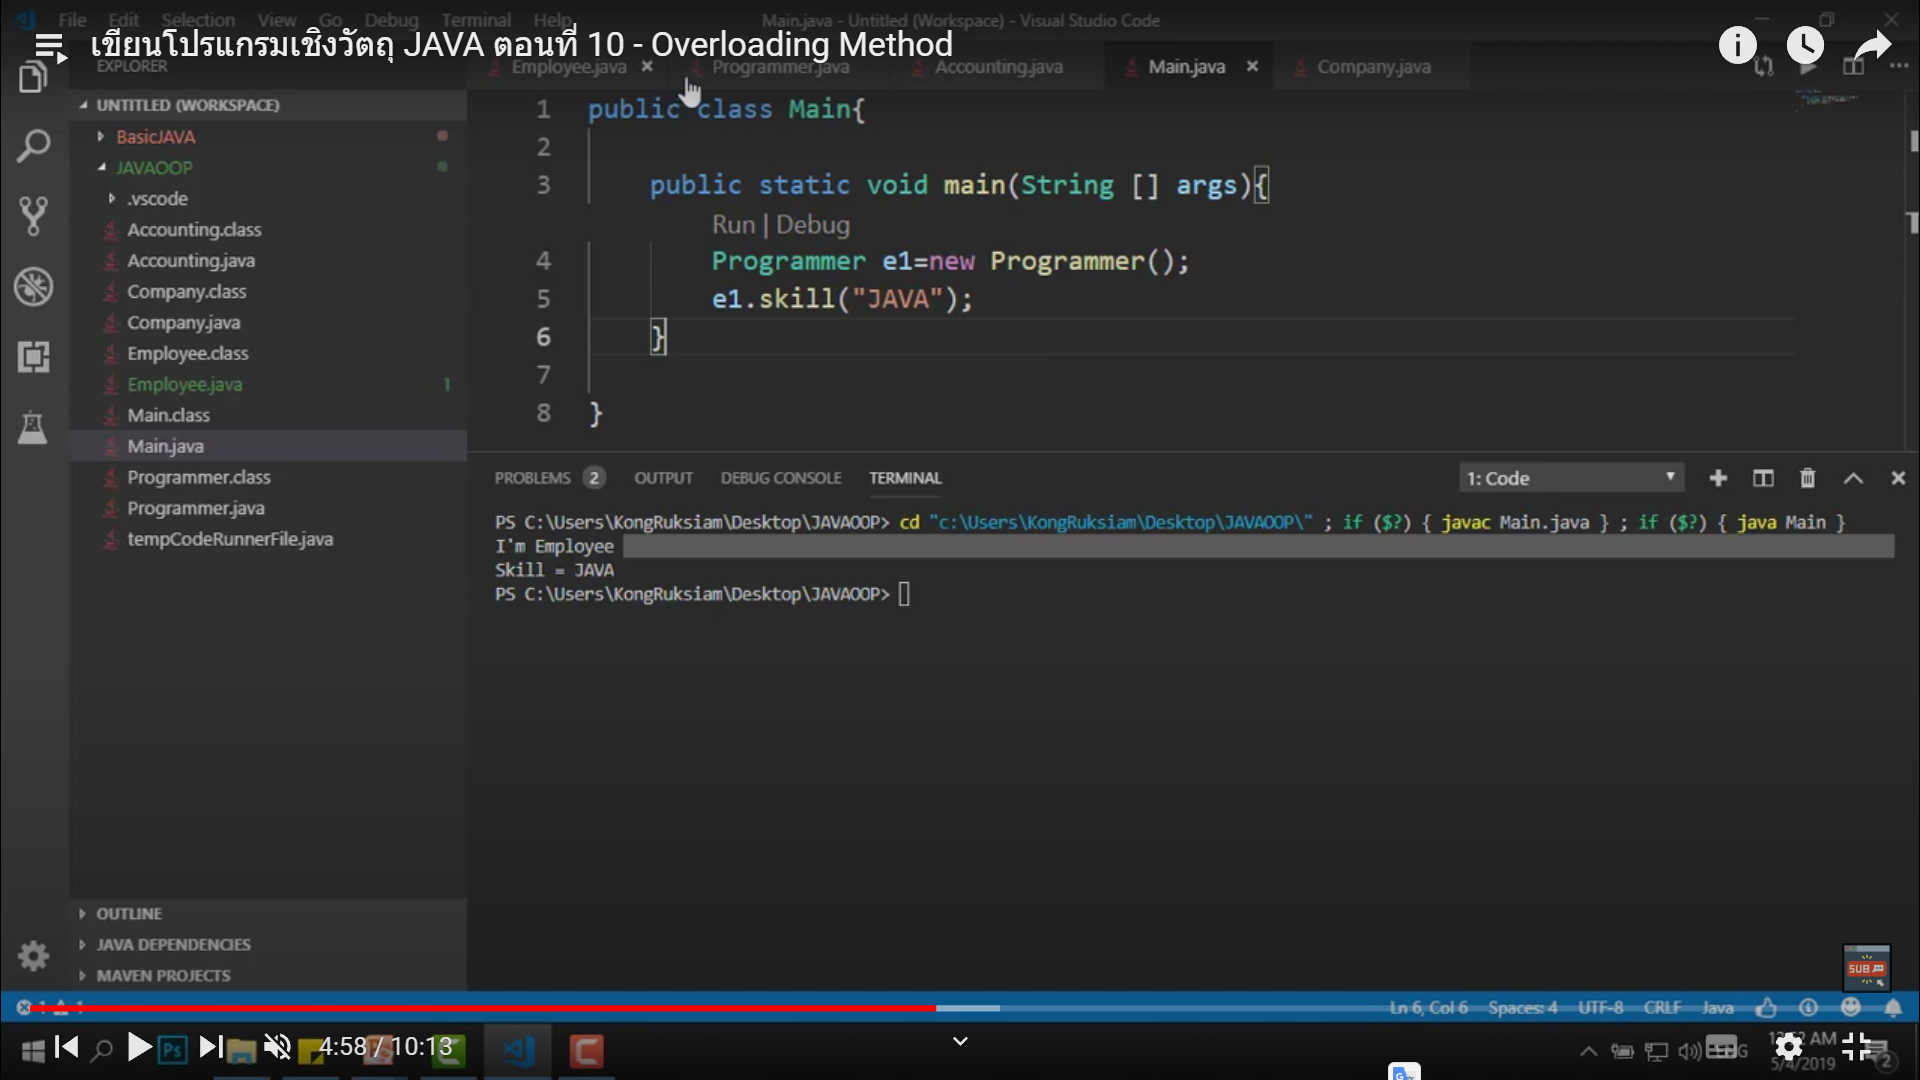 File Edit Selection View Go Debug Terminal Help
Main.java - Untitled (Workspace) - Visual Studio Code
เขียนโปรแกรมเชิงวัตถุ JAVA ตอนที่ 10 - Overloading Method
EXPLORER
Employee.java
Programmer.java
Accounting.java
Main.java
Company.java
UNTITLED (WORKSPACE)
BasicJAVA
JAVAOOP
.vscode
Accounting.class
Accounting.java
Company.class
Company.java
Employee.class
Employee.java 1
Main.class
Main.java
Programmer.class
Programmer.java
tempCodeRunnerFile.java
OUTLINE
JAVA DEPENDENCIES
MAVEN PROJECTS
1 public class Main{
2
3 public static void main(String [] args){
Run | Debug
4 Programmer e1=new Programmer();
5 e1.skill("JAVA");
6 }
7
8 }
PROBLEMS 2 OUTPUT DEBUG CONSOLE TERMINAL
1: Code
PS C:\Users\KongRuksiam\Desktop\JAVAOOP> cd "c:\Users\KongRuksiam\Desktop\JAVAOOP\" ; if ($?) { javac Main.java } ; if ($?) { java Main }
I'm Employee
Skill = JAVA
PS C:\Users\KongRuksiam\Desktop\JAVAOOP>
SUB
Ln 6, Col 6 Spaces: 4 UTF-8 CRLF Java
Ps
4:58 / 10:13
AM
5/4/2019
2